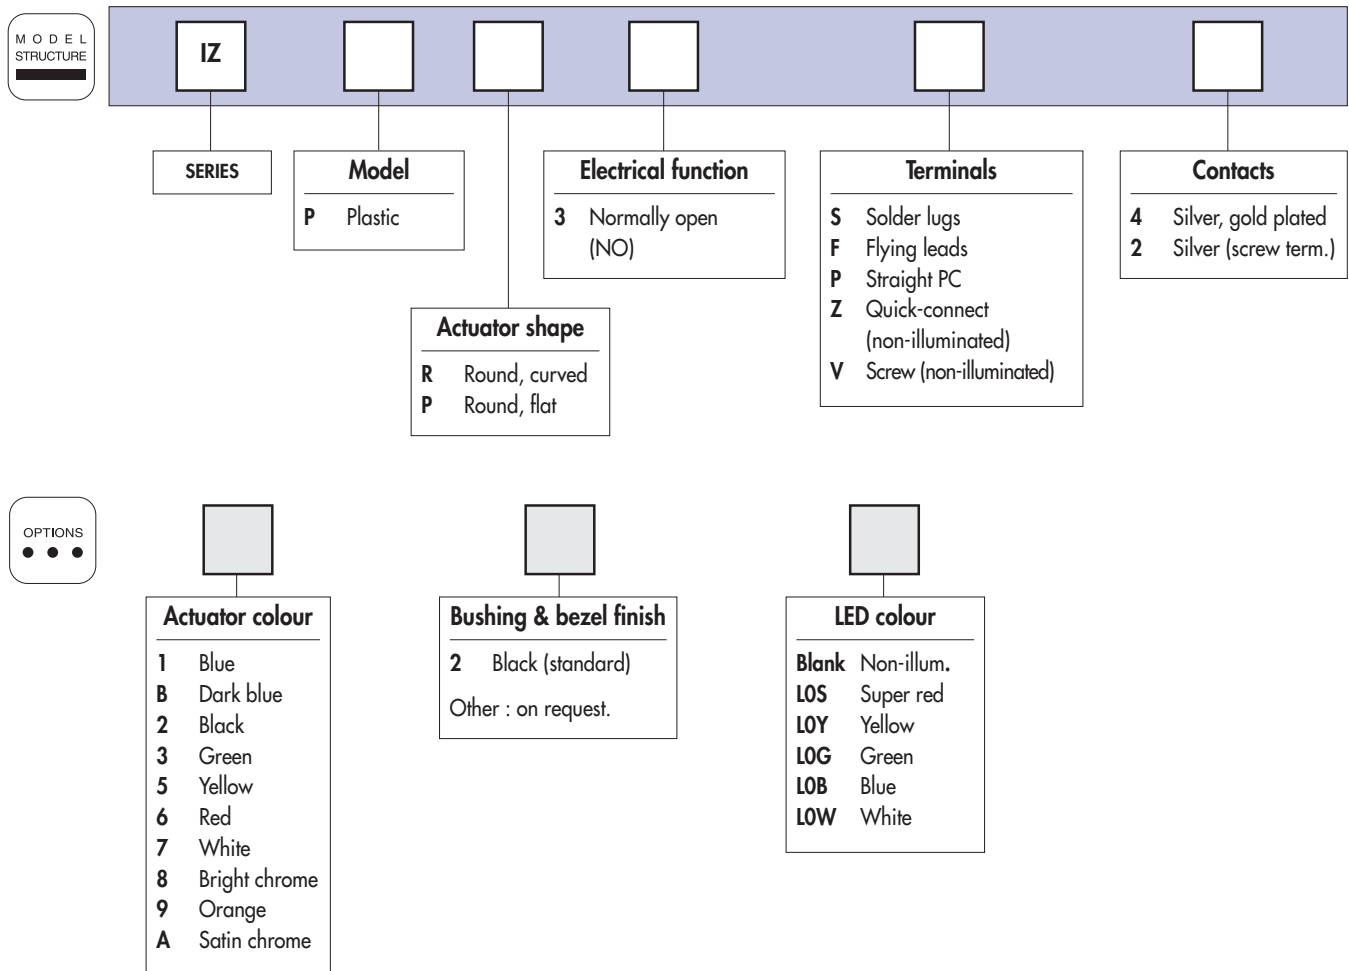 MODEL
STRUCTURE
IZ
SERIES
Model
P Plastic
Actuator shape
R Round, curved
P Round, flat
Electrical function
3 Normally open
(NO)
Terminals
S Solder lugs
F Flying leads
P Straight PC
Z Quick-connect
(non-illuminated)
V Screw (non-illuminated)
Contacts
4 Silver, gold plated
2 Silver (screw term.)
OPTIONS
Actuator colour
1 Blue
B Dark blue
2 Black
3 Green
5 Yellow
6 Red
7 White
8 Bright chrome
9 Orange
A Satin chrome
Bushing & bezel finish
2 Black (standard)
Other : on request.
LED colour
Blank Non-illum.
L0S Super red
L0Y Yellow
L0G Green
L0B Blue
L0W White